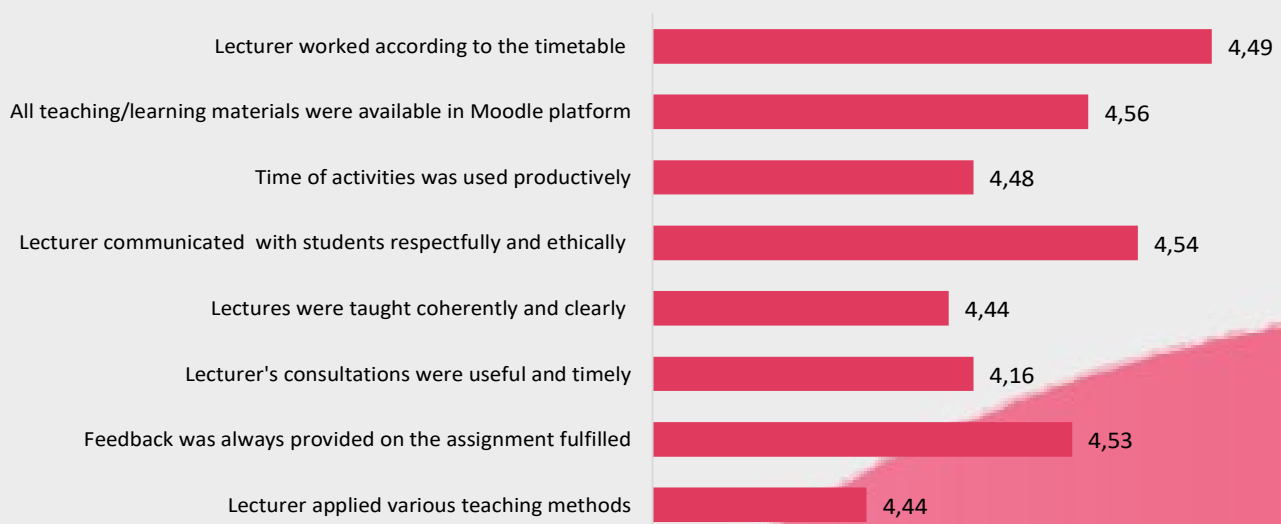 Lecturer worked according to the timetable 4,49
All teaching/learning materials were available in Moodle platform 4,56
Time of activities was used productively 4,48
Lecturer communicated with students respectfully and ethically 4,54
Lectures were taught coherently and clearly 4,44
Lecturer's consultations were useful and timely 4,16
Feedback was always provided on the assignment fulfilled 4,53
Lecturer applied various teaching methods 4,44